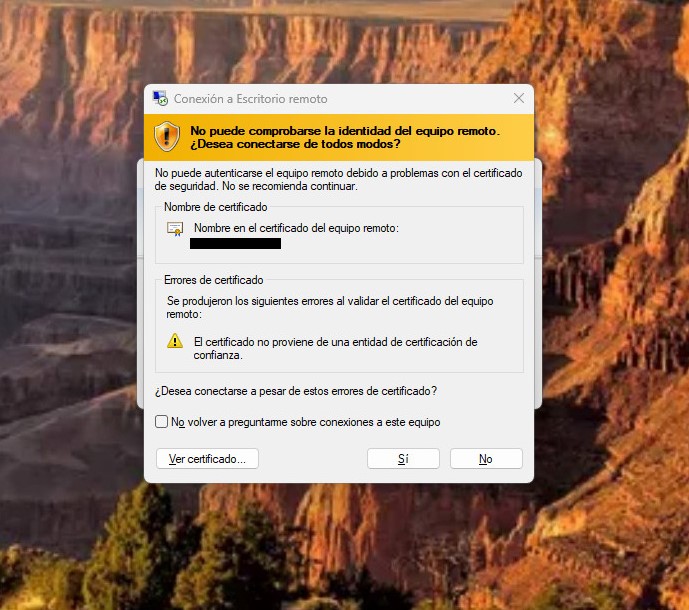 Conexión a Escritorio remoto
No puede comprobarse la identidad del equipo remoto.
¿Desea conectarse de todos modos?
No puede autenticarse el equipo remoto debido a problemas con el certificado
de seguridad. No se recomienda continuar.
Nombre de certificado
Nombre en el certificado del equipo remoto:
Errores de certificado
Se produjeron los siguientes errores al validar el certificado del equipo
remoto:
El certificado no proviene de una entidad de certificación de
confianza.
¿Desea conectarse a pesar de estos errores de certificado?
No volver a preguntarme sobre conexiones a este equipo
Ver certificado...
Sí
No